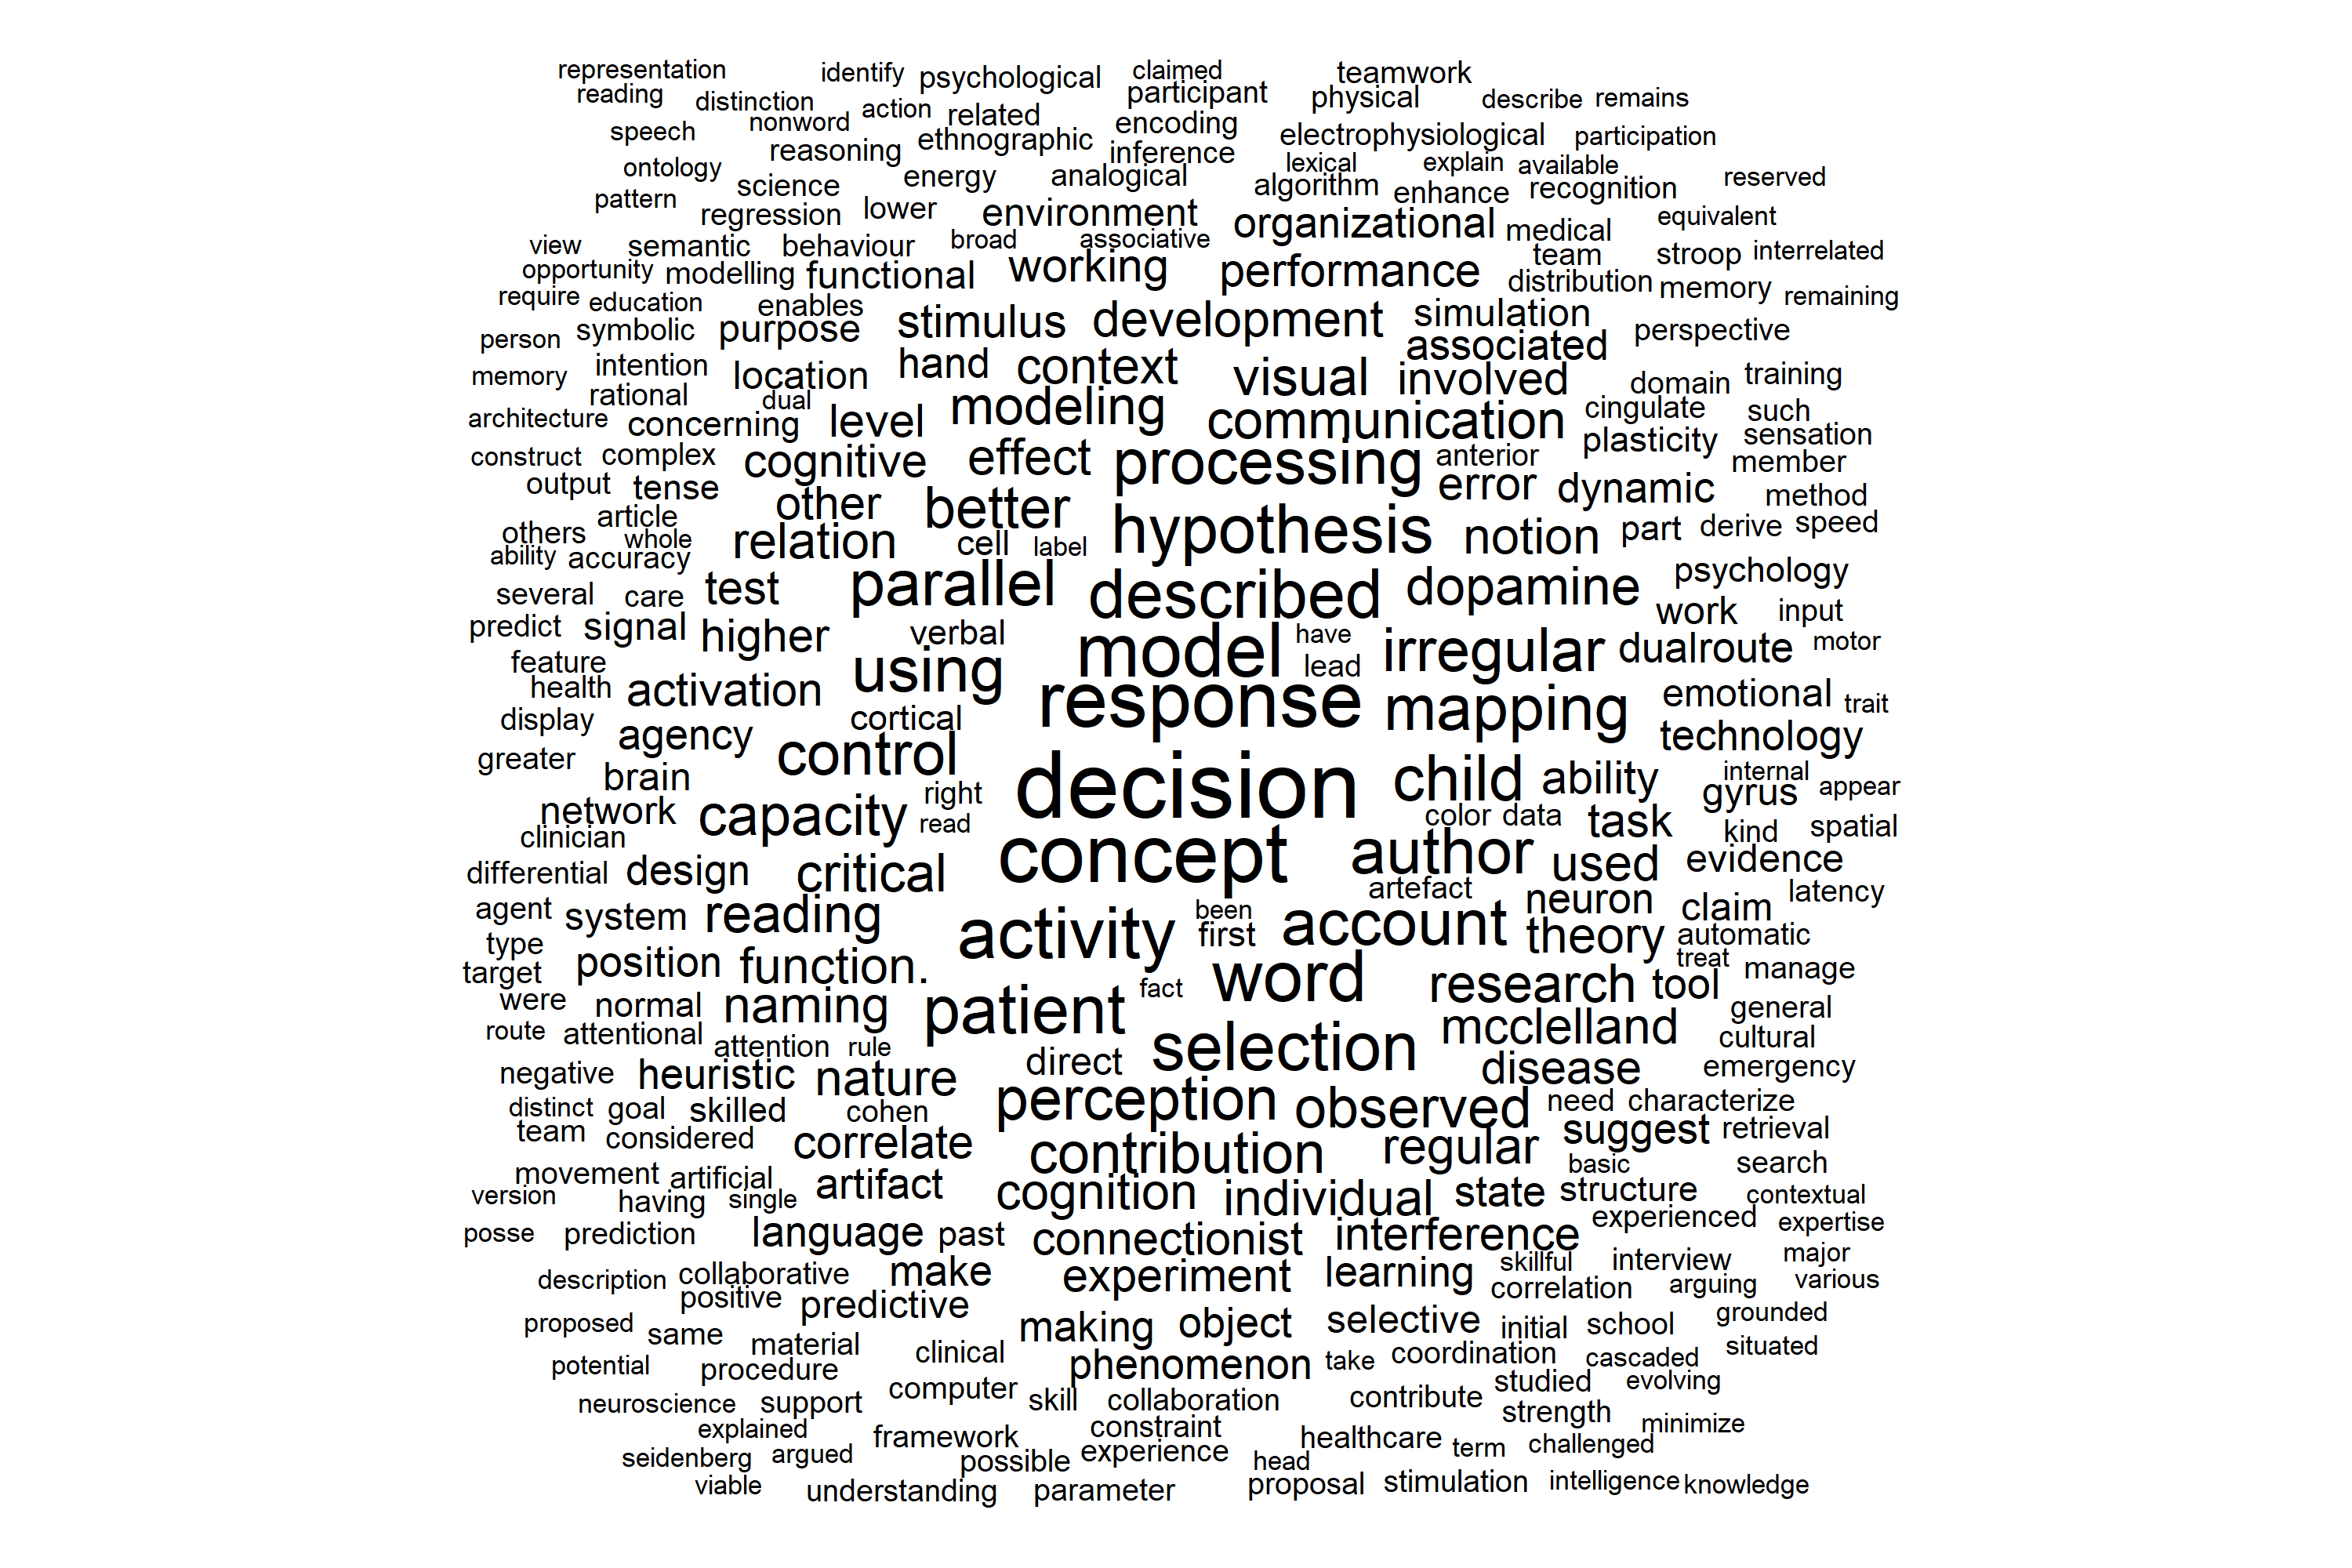 representation identify psychological claimed teamwork
reading distinction action related participant physical describe remains
speech nonword ethnographic encoding electrophysiological participation
reasoning inference lexical explain available
ontology science energy analogical algorithm enhance recognition reserved
pattern regression lower environment organizational medical equivalent
view semantic behaviour broad associative team stroop interrelated
opportunity modelling functional working performance distribution memory remaining
require education enables stimulus development simulation
person symbolic purpose associated perspective
memory intention location hand context visual involved domain training
rational dual modeling communication cingulate such
architecture concerning level plasticity sensation
construct complex cognitive effect processing anterior member
output tense other better error dynamic method
others article relation cell label hypothesis notion part derive speed
ability whole accuracy
several care test parallel described dopamine psychology
predict signal higher verbal model have irregular dualroute work input motor
feature using lead
health activation response mapping emotional trait
display agency cortical technology
greater brain control decision child ability internal appear
network capacity right gyrus
clinician read color data task kind spatial
differential design critical concept author used evidence
agent system reading artefact neuron claim latency
type activity been first account theory automatic
target position function. word research tool treat manage
were normal naming patient fact mcclelland general
route attentional attention rule direct selection disease cultural
negative heuristic nature emergency
distinct goal skilled cohen perception observed need characterize
team considered correlate contribution regular suggest retrieval
movement artificial artifact cognition individual state structure basic search
version having single contextual
posse prediction language past connectionist interference experienced expertise
description collaborative make experiment learning skillful interview major
positive predictive correlation arguing various
proposed same making object selective initial school grounded
potential material procedure clinical phenomenon take coordination cascaded situated
neuroscience support computer skill collaboration contribute studied evolving
explained framework constraint strength minimize
seidenberg argued possible experience head healthcare term challenged
viable understanding parameter proposal stimulation intelligence knowledge